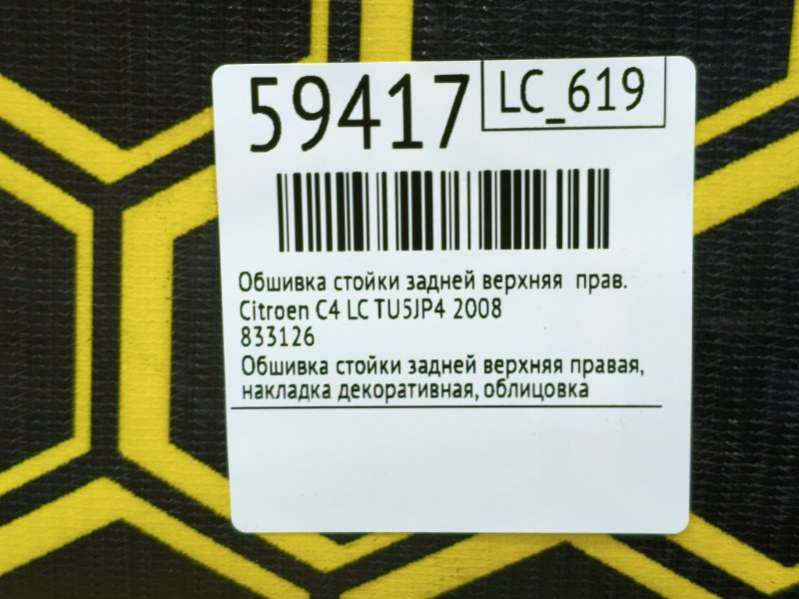 59417
LC_619
Обшивка стойки задней верхняя прав.
Citroen C4 LC TU5JP4 2008
833126
Обшивка стойки задней верхняя правая,
накладка декоративная, облицовка